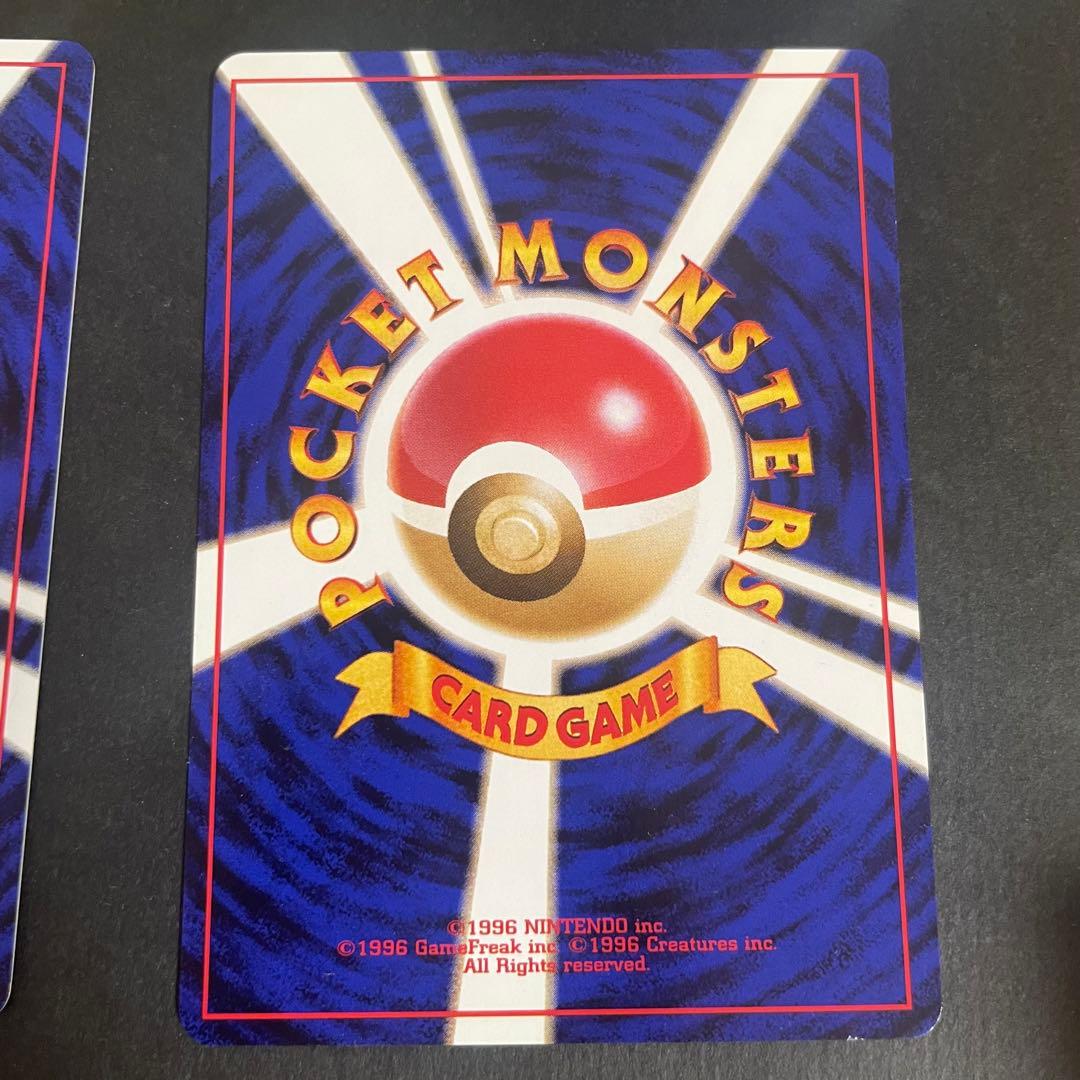 POCKET MONSTERS
CARD GAME
©1996 NINTENDO inc.
©1996 GameFreak inc. ©1996 Creatures inc.
All Rights reserved.